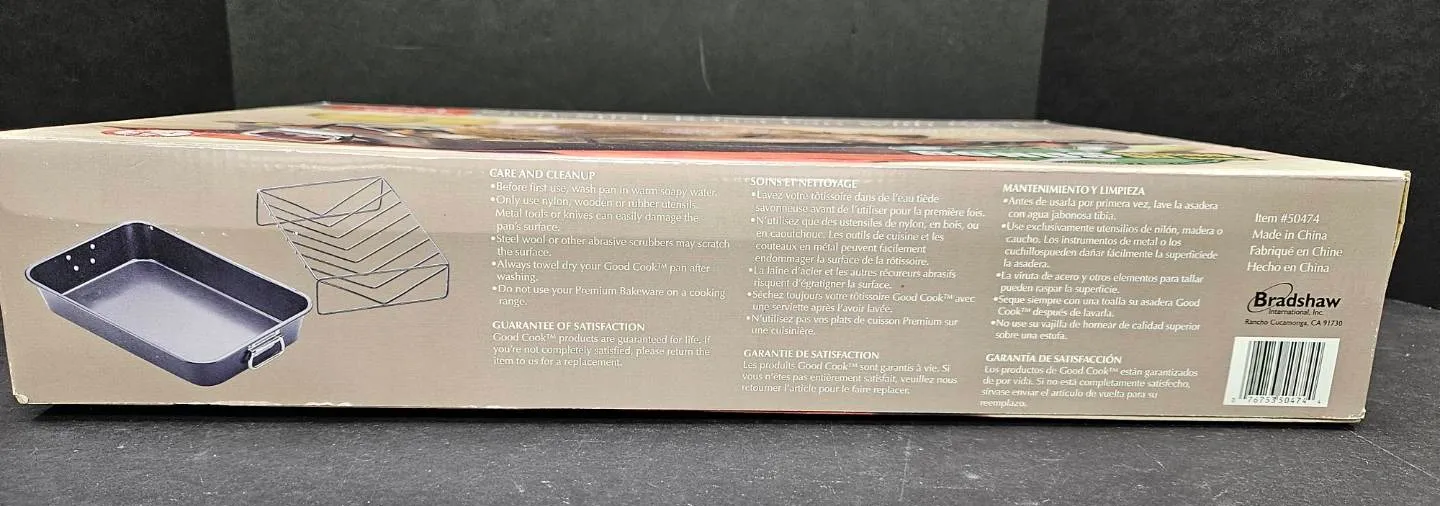 CARE AND CLEANUP
•Before first use, wash pan in warm soapy water.
•Only use nylon, wooden or rubber utensils.
Metal tools or knives can easily damage the
pan's surface.
•Steel wool or other abrasive scrubbers may scratch
the surface.
•Always towel dry your Good Cook™ pan after
washing.
•Do not use your Premium Bakeware on a cooking
range.
GUARANTEE OF SATISFACTION
Good Cook™ products are guaranteed for life. If
you're not completely satisfied, please return the
item to us for a replacement.
SOINS ET NETTOYAGE
•Lavez votre rôtissoire dans de l'eau tiède
savonneuse avant de l'utiliser pour la première fois.
•N'utilisez que des ustensiles de nylon, en bois, ou
en caoutchouc. Les outils de cuisine et les
couteaux en métal peuvent facilement
endommager la surface de la rôtissoire.
•La laine d'acier et les autres récureurs abrasifs
risquent d'égratigner la surface.
•Séchez toujours votre rôtissoire Good Cook™ avec
une serviette après l'avoir lavée.
•N'utilisez pas vos plats de cuisson Premium sur
une cuisinière.
GARANTIE DE SATISFACTION
Les produits Good Cook™ sont garantis à vie. Si
vous n'êtes pas entièrement satisfait, veuillez nous
retourner l'article pour le faire replacer.
MANTENIMIENTO Y LIMPIEZA
•Antes de usarla por primera vez, lave la asadera
con agua jabonosa tibia.
•Use exclusivamente utensilios de nilón, madera o
caucho. Los instrumentos de metal o los
cuchillospueden dañar fácilmente la superficiede
la asadera.
•La viruta de acero y otros elementos para tallar
pueden raspar la superficie.
•Seque siempre con una toalla su asadera Good
Cook™ después de lavarla.
•No use su vajilla de hornear de calidad superior
sobre una estufa.
GARANTÍA DE SATISFACCIÓN
Los productos de Good Cook™ están garantizados
de por vida. Si no está completamente satisfecho,
sírvase enviar el artículo de vuelta para su
reemplazo.
Item #50474
Made in China
Fabriqué en Chine
Hecho en China
Bradshaw
International, Inc.
Rancho Cucamonga, CA 91730
0 76753 50474 4